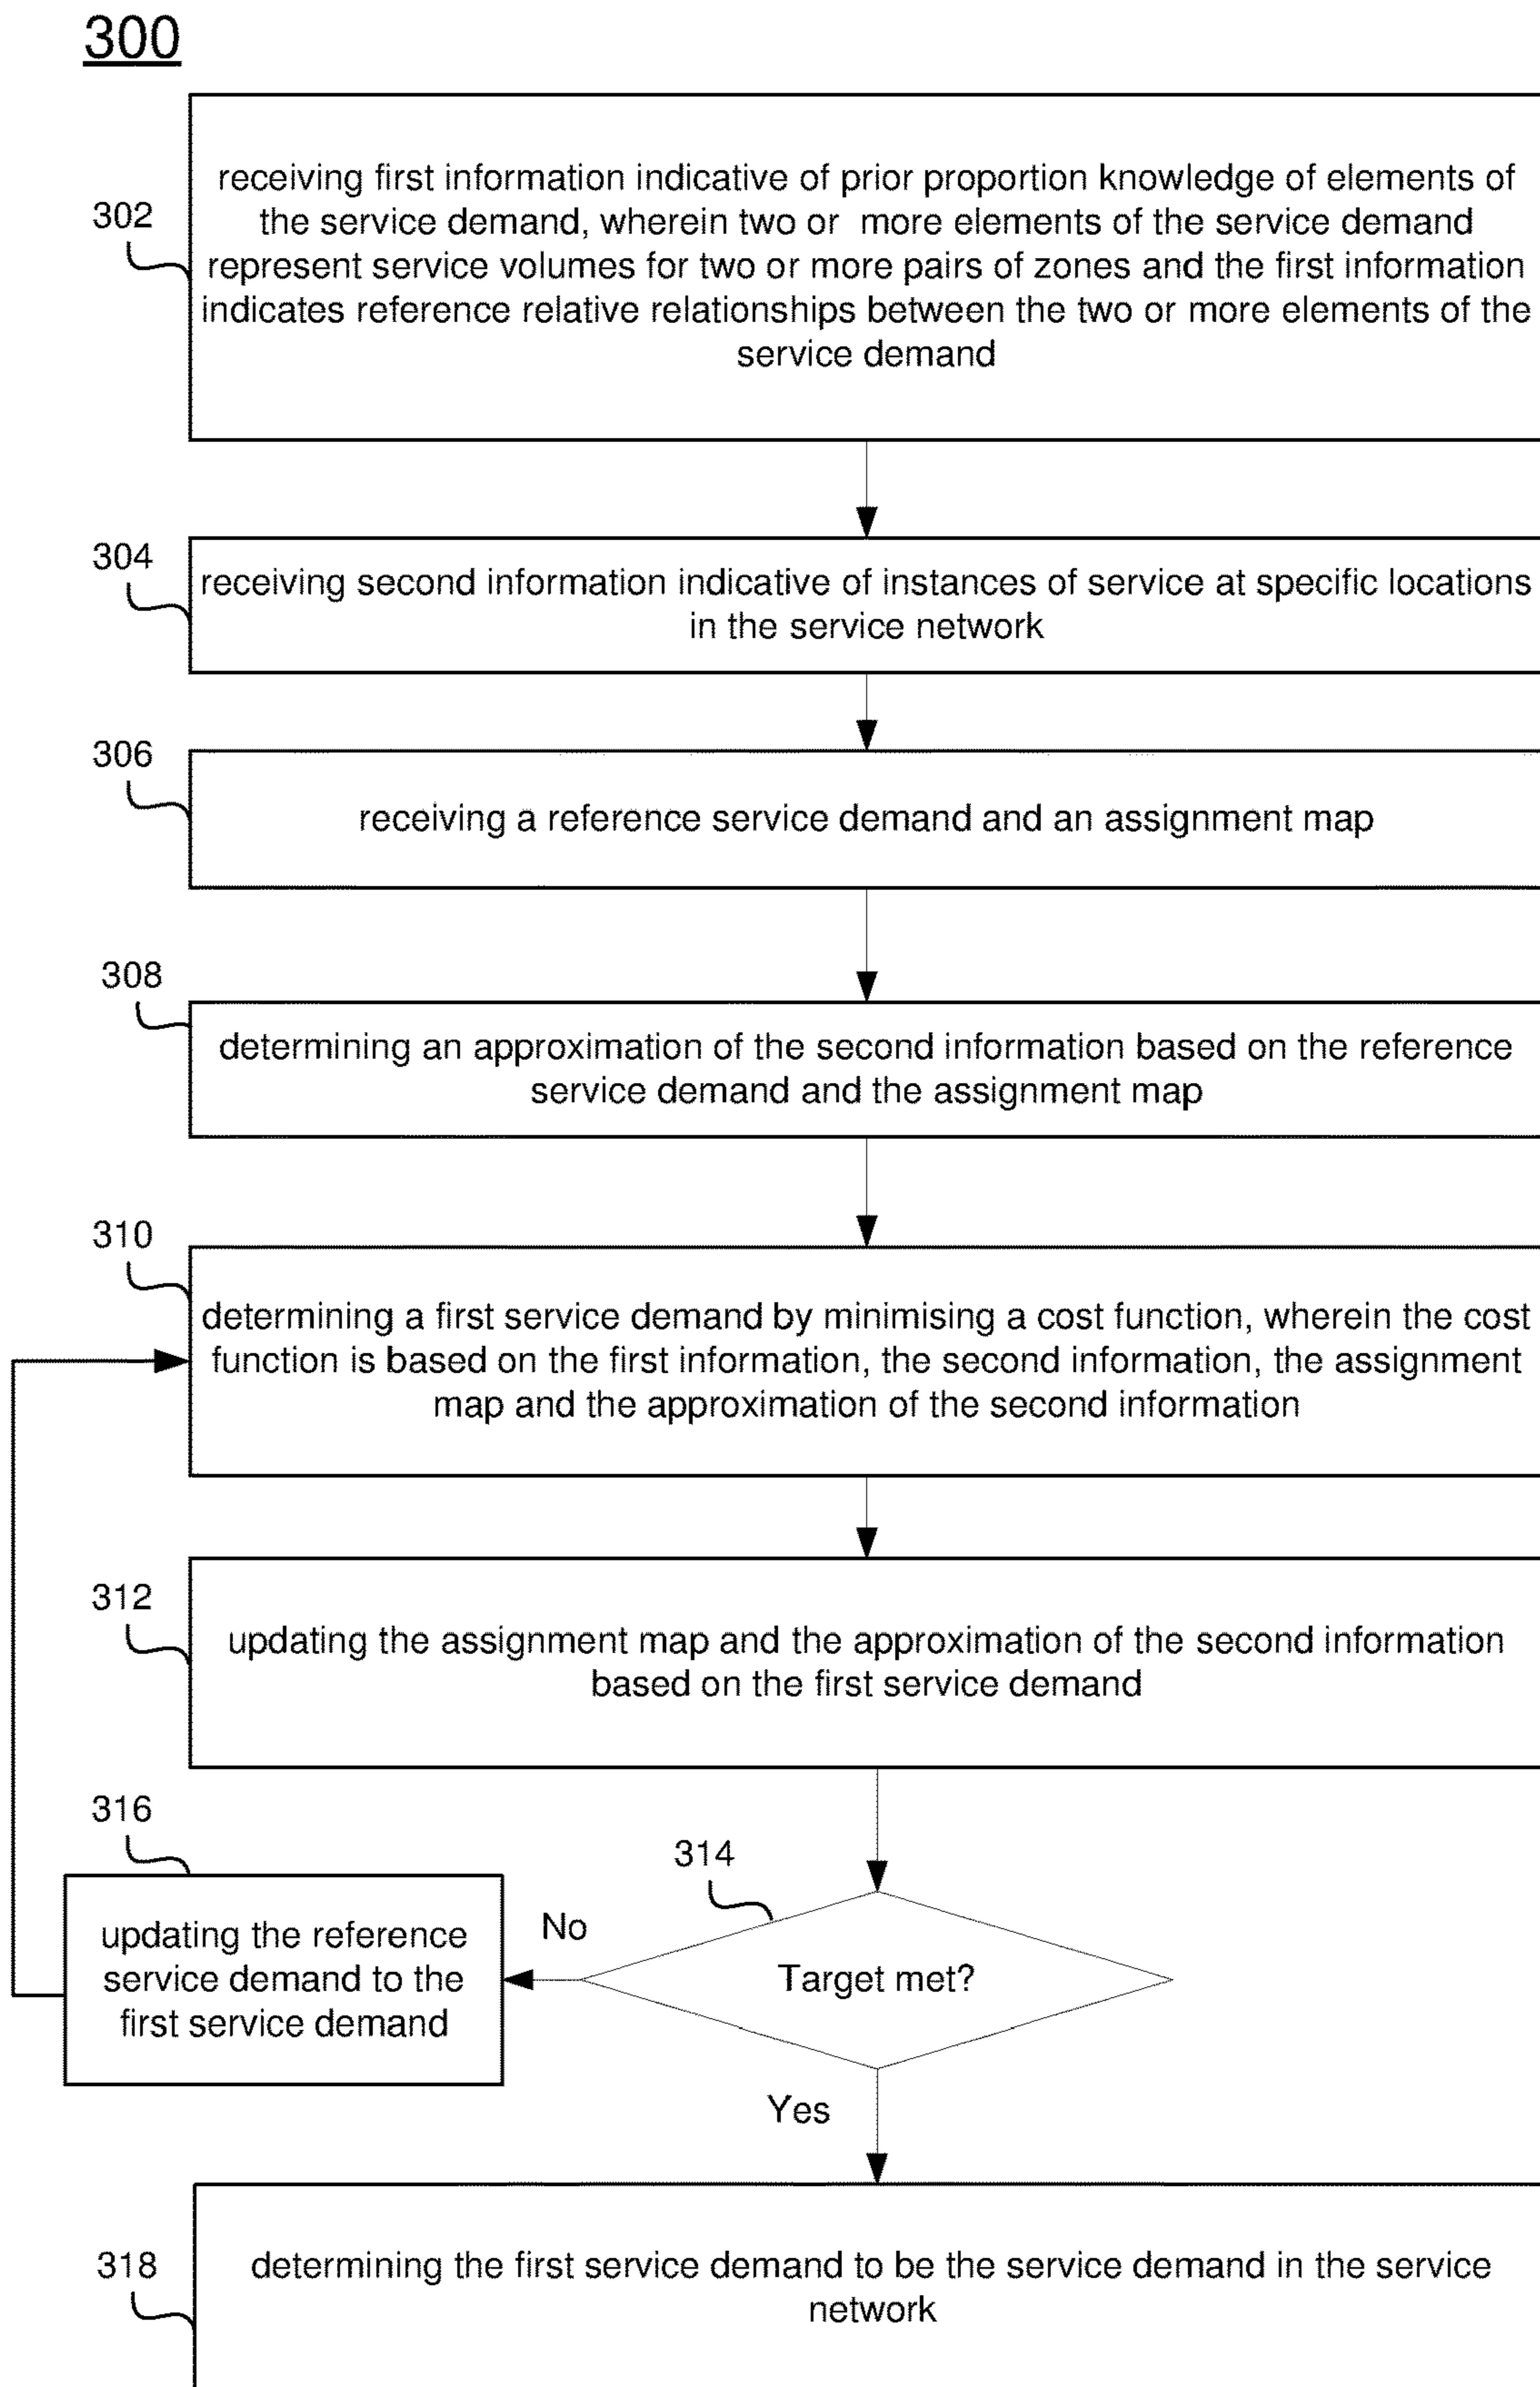 300
302
receiving first information indicative of prior proportion knowledge of elements of
the service demand, wherein two or more elements of the service demand
represent service volumes for two or more pairs of zones and the first information
indicates reference relative relationships between the two or more elements of the
service demand
304
receiving second information indicative of instances of service at specific locations
in the service network
306
receiving a reference service demand and an assignment map
308
determining an approximation of the second information based on the reference
service demand and the assignment map
310
determining a first service demand by minimising a cost function, wherein the cost
function is based on the first information, the second information, the assignment
map and the approximation of the second information
312
updating the assignment map and the approximation of the second information
based on the first service demand
314
Target met?
No
316
updating the reference
service demand to the
first service demand
Yes
318
determining the first service demand to be the service demand in the service
network